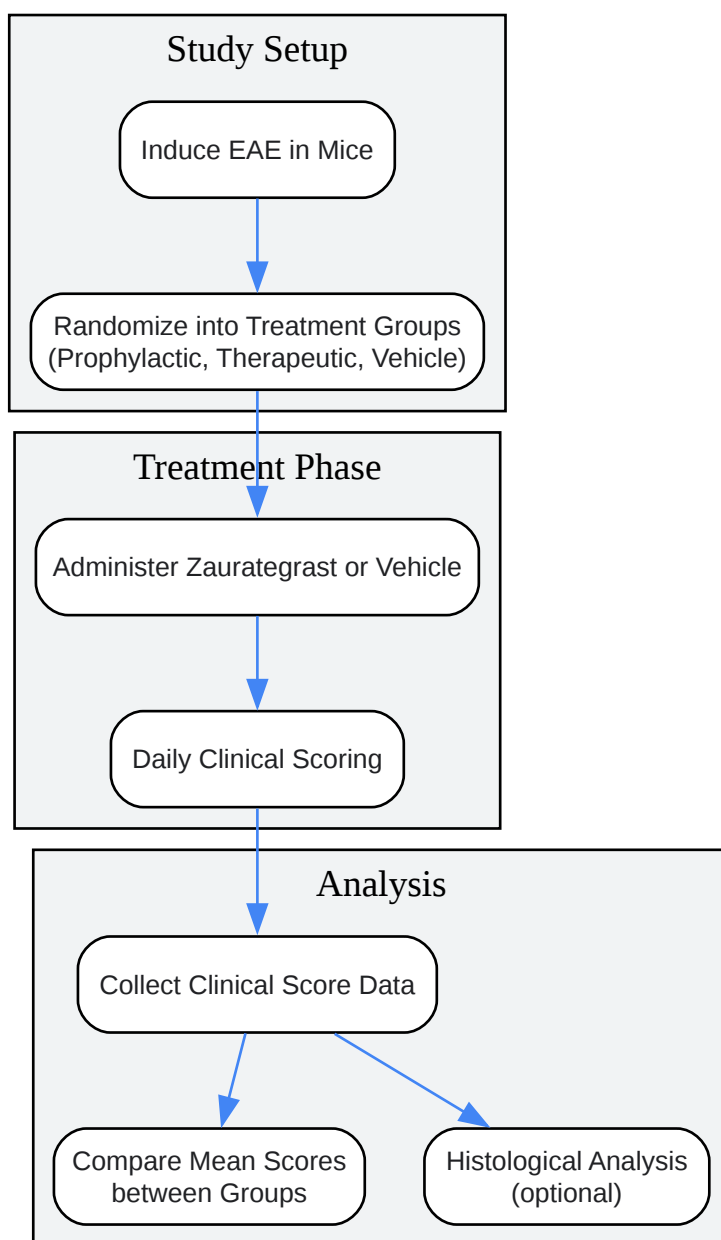 Study Setup
Induce EAE in Mice
Randomize into Treatment Groups
(Prophylactic, Therapeutic, Vehicle)
Treatment Phase
Administer Zaurategrast or Vehicle
Daily Clinical Scoring
Analysis
Collect Clinical Score Data
Compare Mean Scores
between Groups
Histological Analysis
(optional)